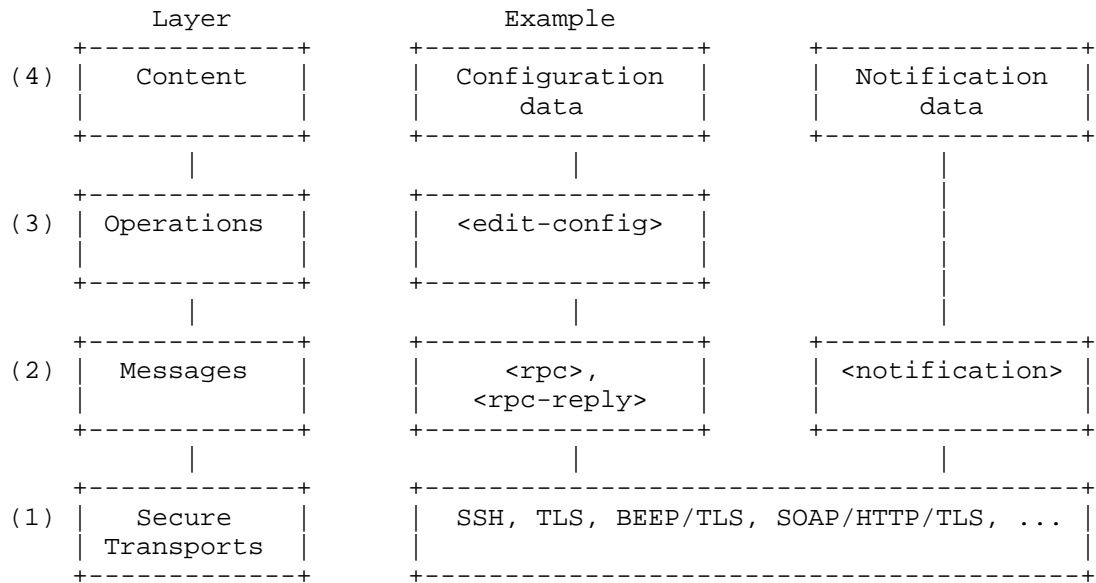 Layer Example
(4) Content Configuration Notification
data data
(3) Operations <edit-config>
(2) Messages <rpc>, <notification>
<rpc-reply>
(1) Secure SSH, TLS, BEEP/TLS, SOAP/HTTP/TLS, ...
Transports